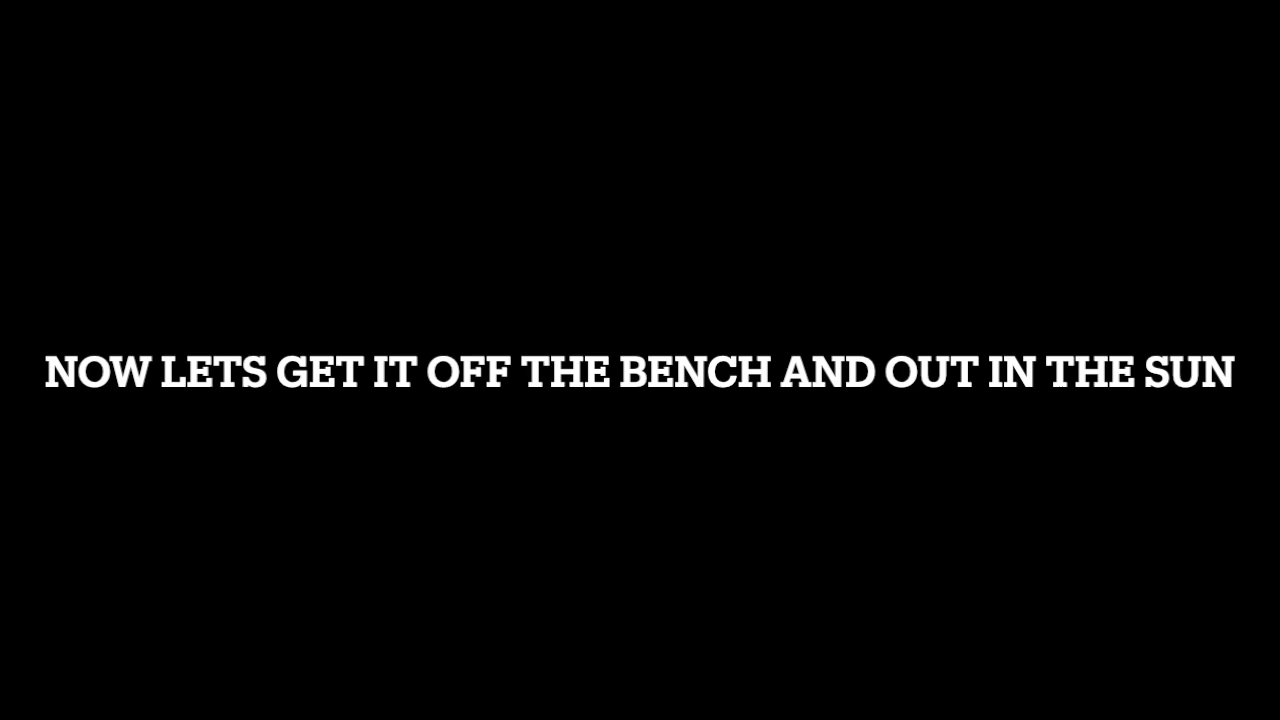 NOW LETS GET IT OFF THE BENCH AND OUT IN THE SUN